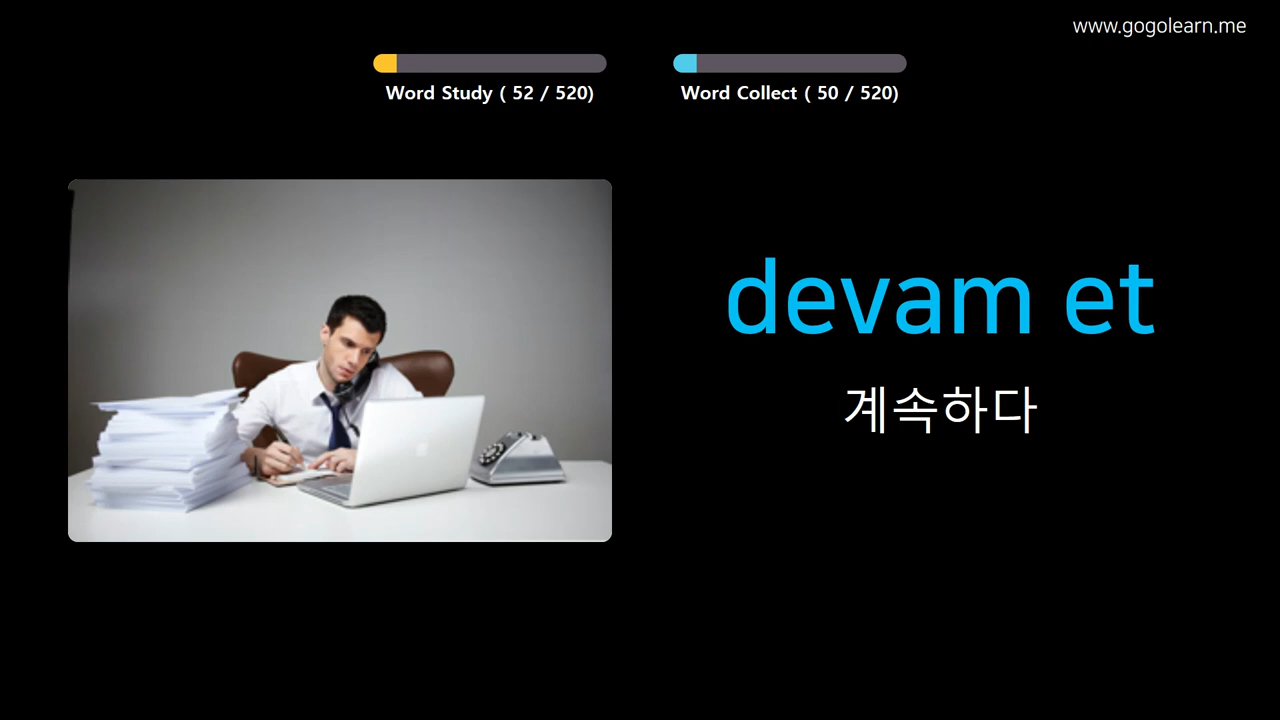 www.gogolearn.me
Word Study ( 52 / 520)
Word Collect ( 50 / 520)
devam et
계속하다